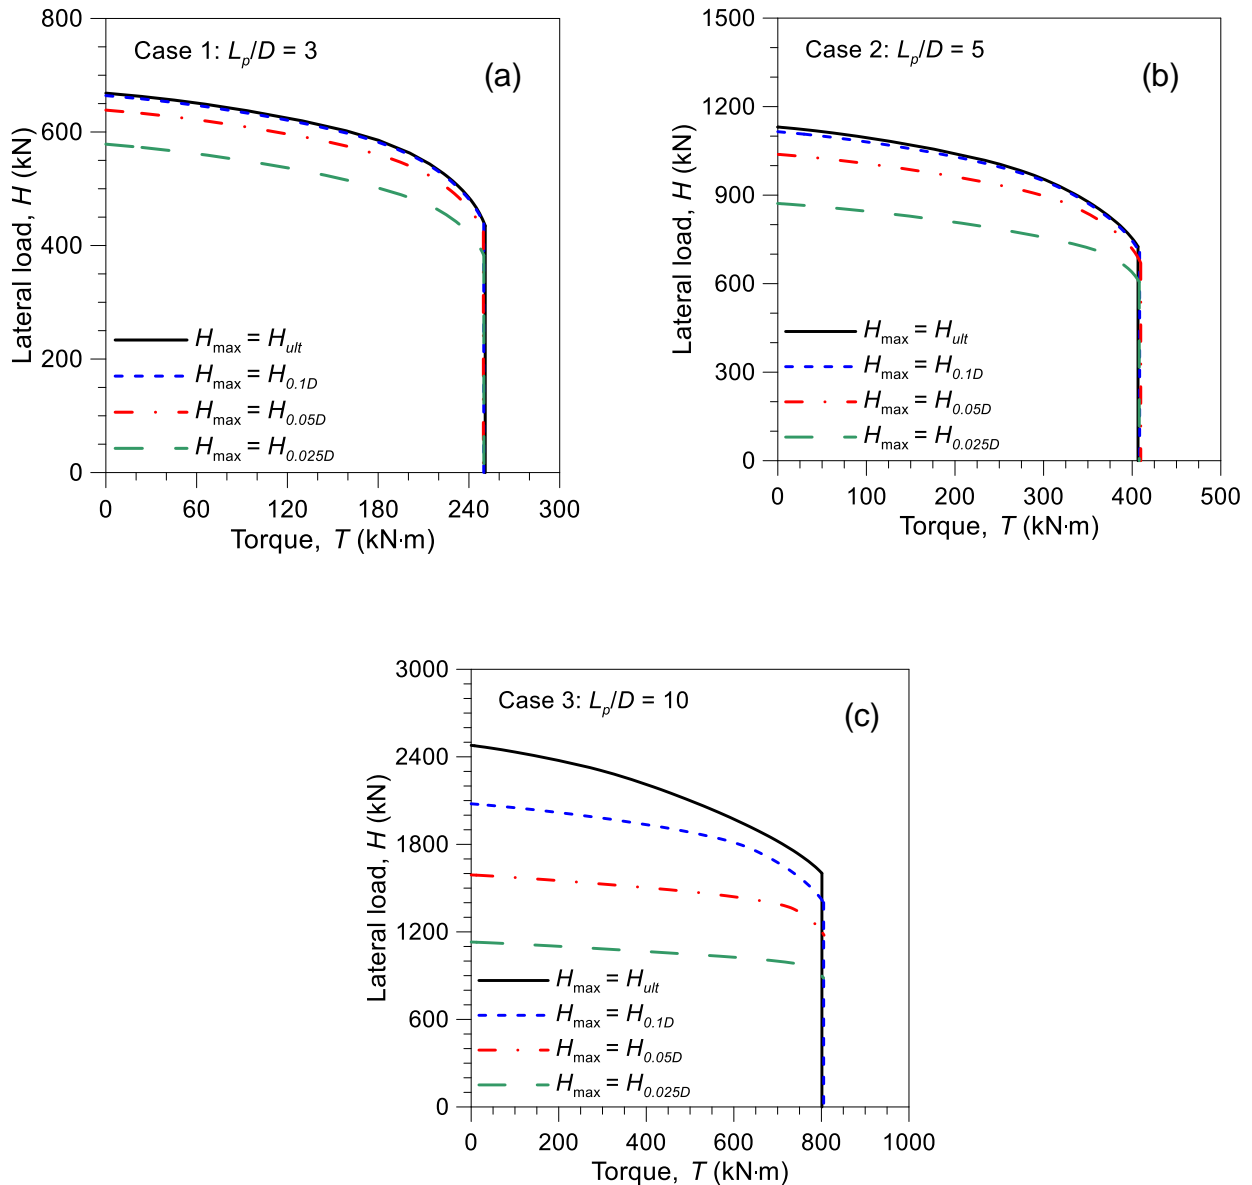 Case 1: Lp/D = 3
(a)
800
600
400
200
0
Lateral load, H (kN)
Hmax = Hult
Hmax = H0.1D
Hmax = H0.05D
Hmax = H0.025D
0 60 120 180 240 300
Torque, T (kN·m)
Case 2: Lp/D = 5
(b)
1500
1200
900
600
300
0
Lateral load, H (kN)
Hmax = Hult
Hmax = H0.1D
Hmax = H0.05D
Hmax = H0.025D
0 100 200 300 400 500
Torque, T (kN·m)
Case 3: Lp/D = 10
(c)
3000
2400
1800
1200
600
0
Lateral load, H (kN)
Hmax = Hult
Hmax = H0.1D
Hmax = H0.05D
Hmax = H0.025D
0 200 400 600 800 1000
Torque, T (kN·m)